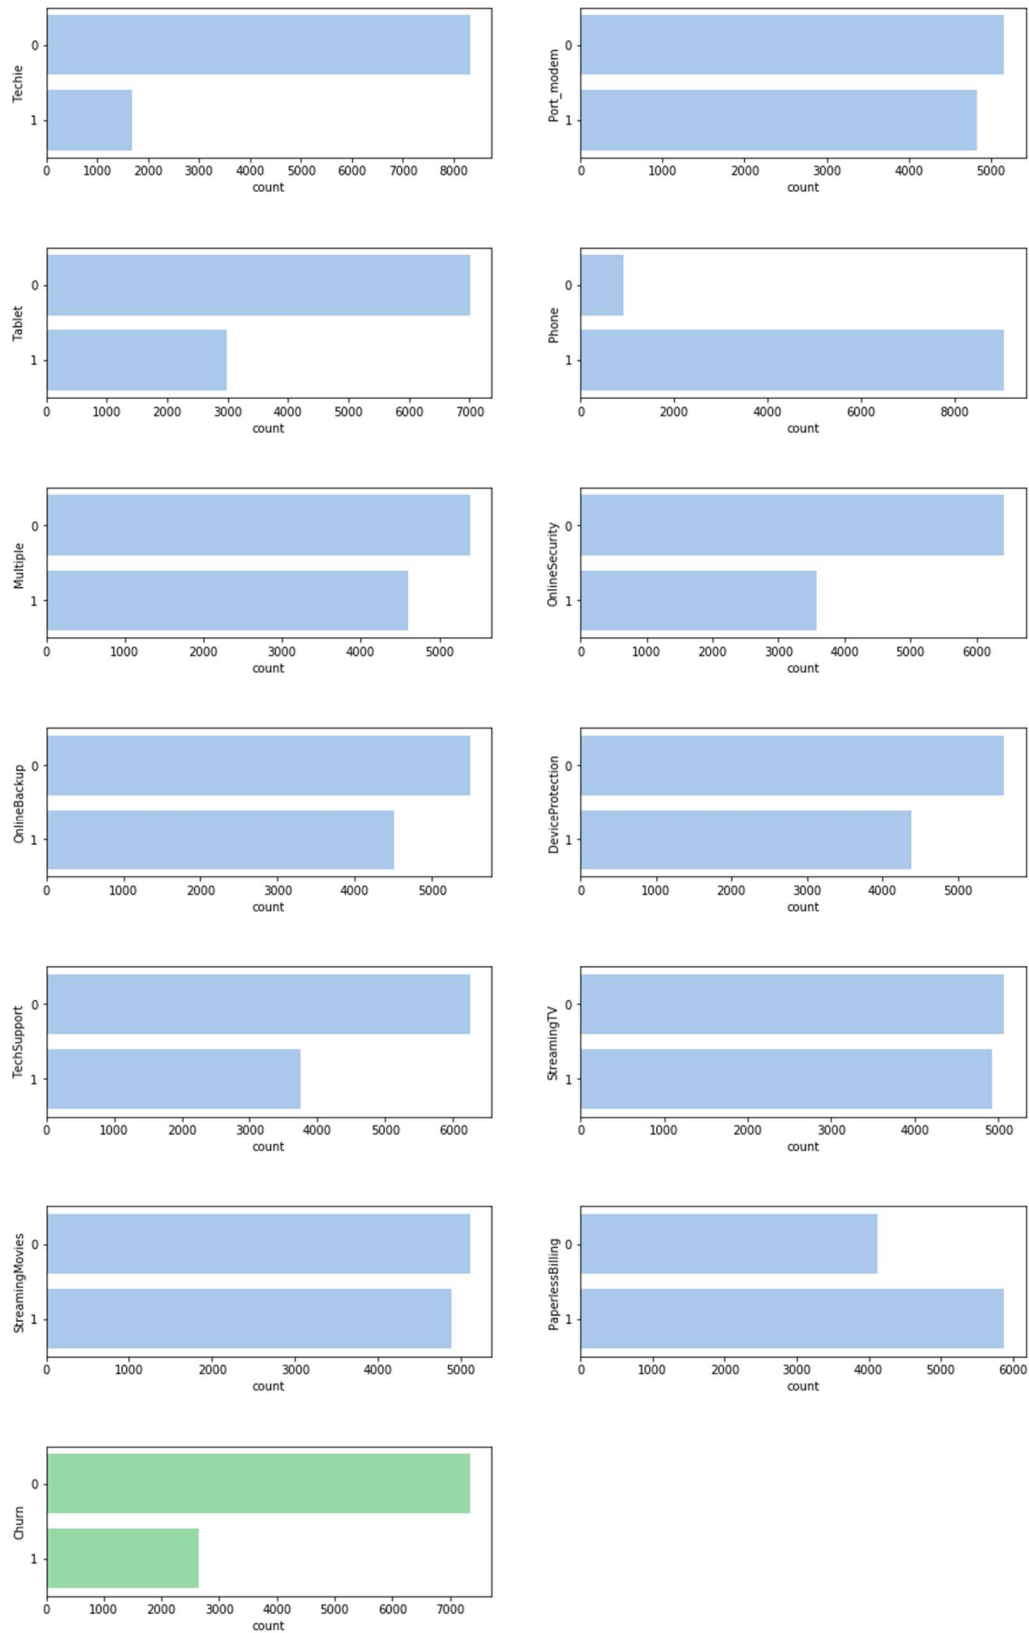 Techie
0
1
0 1000 2000 3000 4000 5000 6000 7000 8000
count
Port_modem
0
1
0 1000 2000 3000 4000 5000
count
Tablet
0
1
0 1000 2000 3000 4000 5000 6000 7000
count
Phone
0
1
0 2000 4000 6000 8000
count
Multiple
0
1
0 1000 2000 3000 4000 5000
count
OnlineSecurity
0
1
0 1000 2000 3000 4000 5000 6000
count
OnlineBackup
0
1
0 1000 2000 3000 4000 5000
count
DeviceProtection
0
1
0 1000 2000 3000 4000 5000
count
TechSupport
0
1
0 1000 2000 3000 4000 5000 6000
count
StreamingTV
0
1
0 1000 2000 3000 4000 5000
count
StreamingMovies
0
1
0 1000 2000 3000 4000 5000
count
PaperlessBilling
0
1
0 1000 2000 3000 4000 5000 6000
count
Churn
0
1
0 1000 2000 3000 4000 5000 6000 7000
count